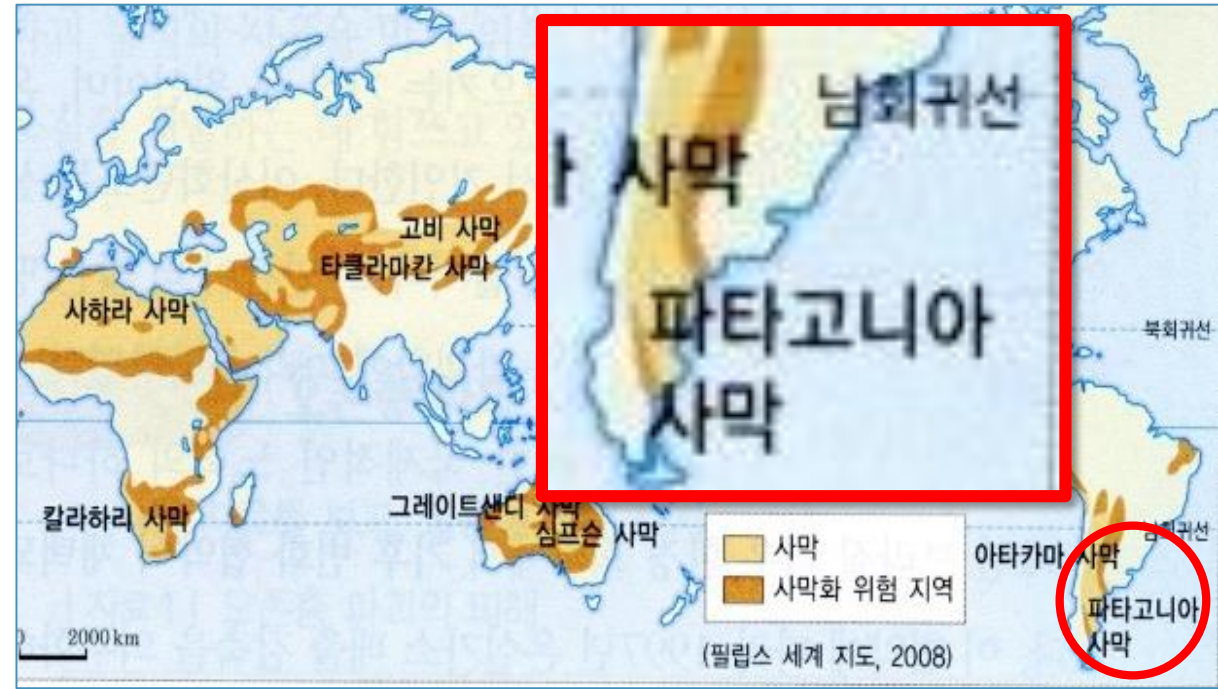 남회귀선
사막
파타고니아
사막
고비 사막
타클라마칸 사막
사하라 사막
북회귀선
칼라하리 사막
그레이트샌디 사막
심프슨 사막
남회귀선
아타카마 사막
파타고니아
사막
사막
사막화 위험 지역
2000km
(필립스 세계 지도, 2008)